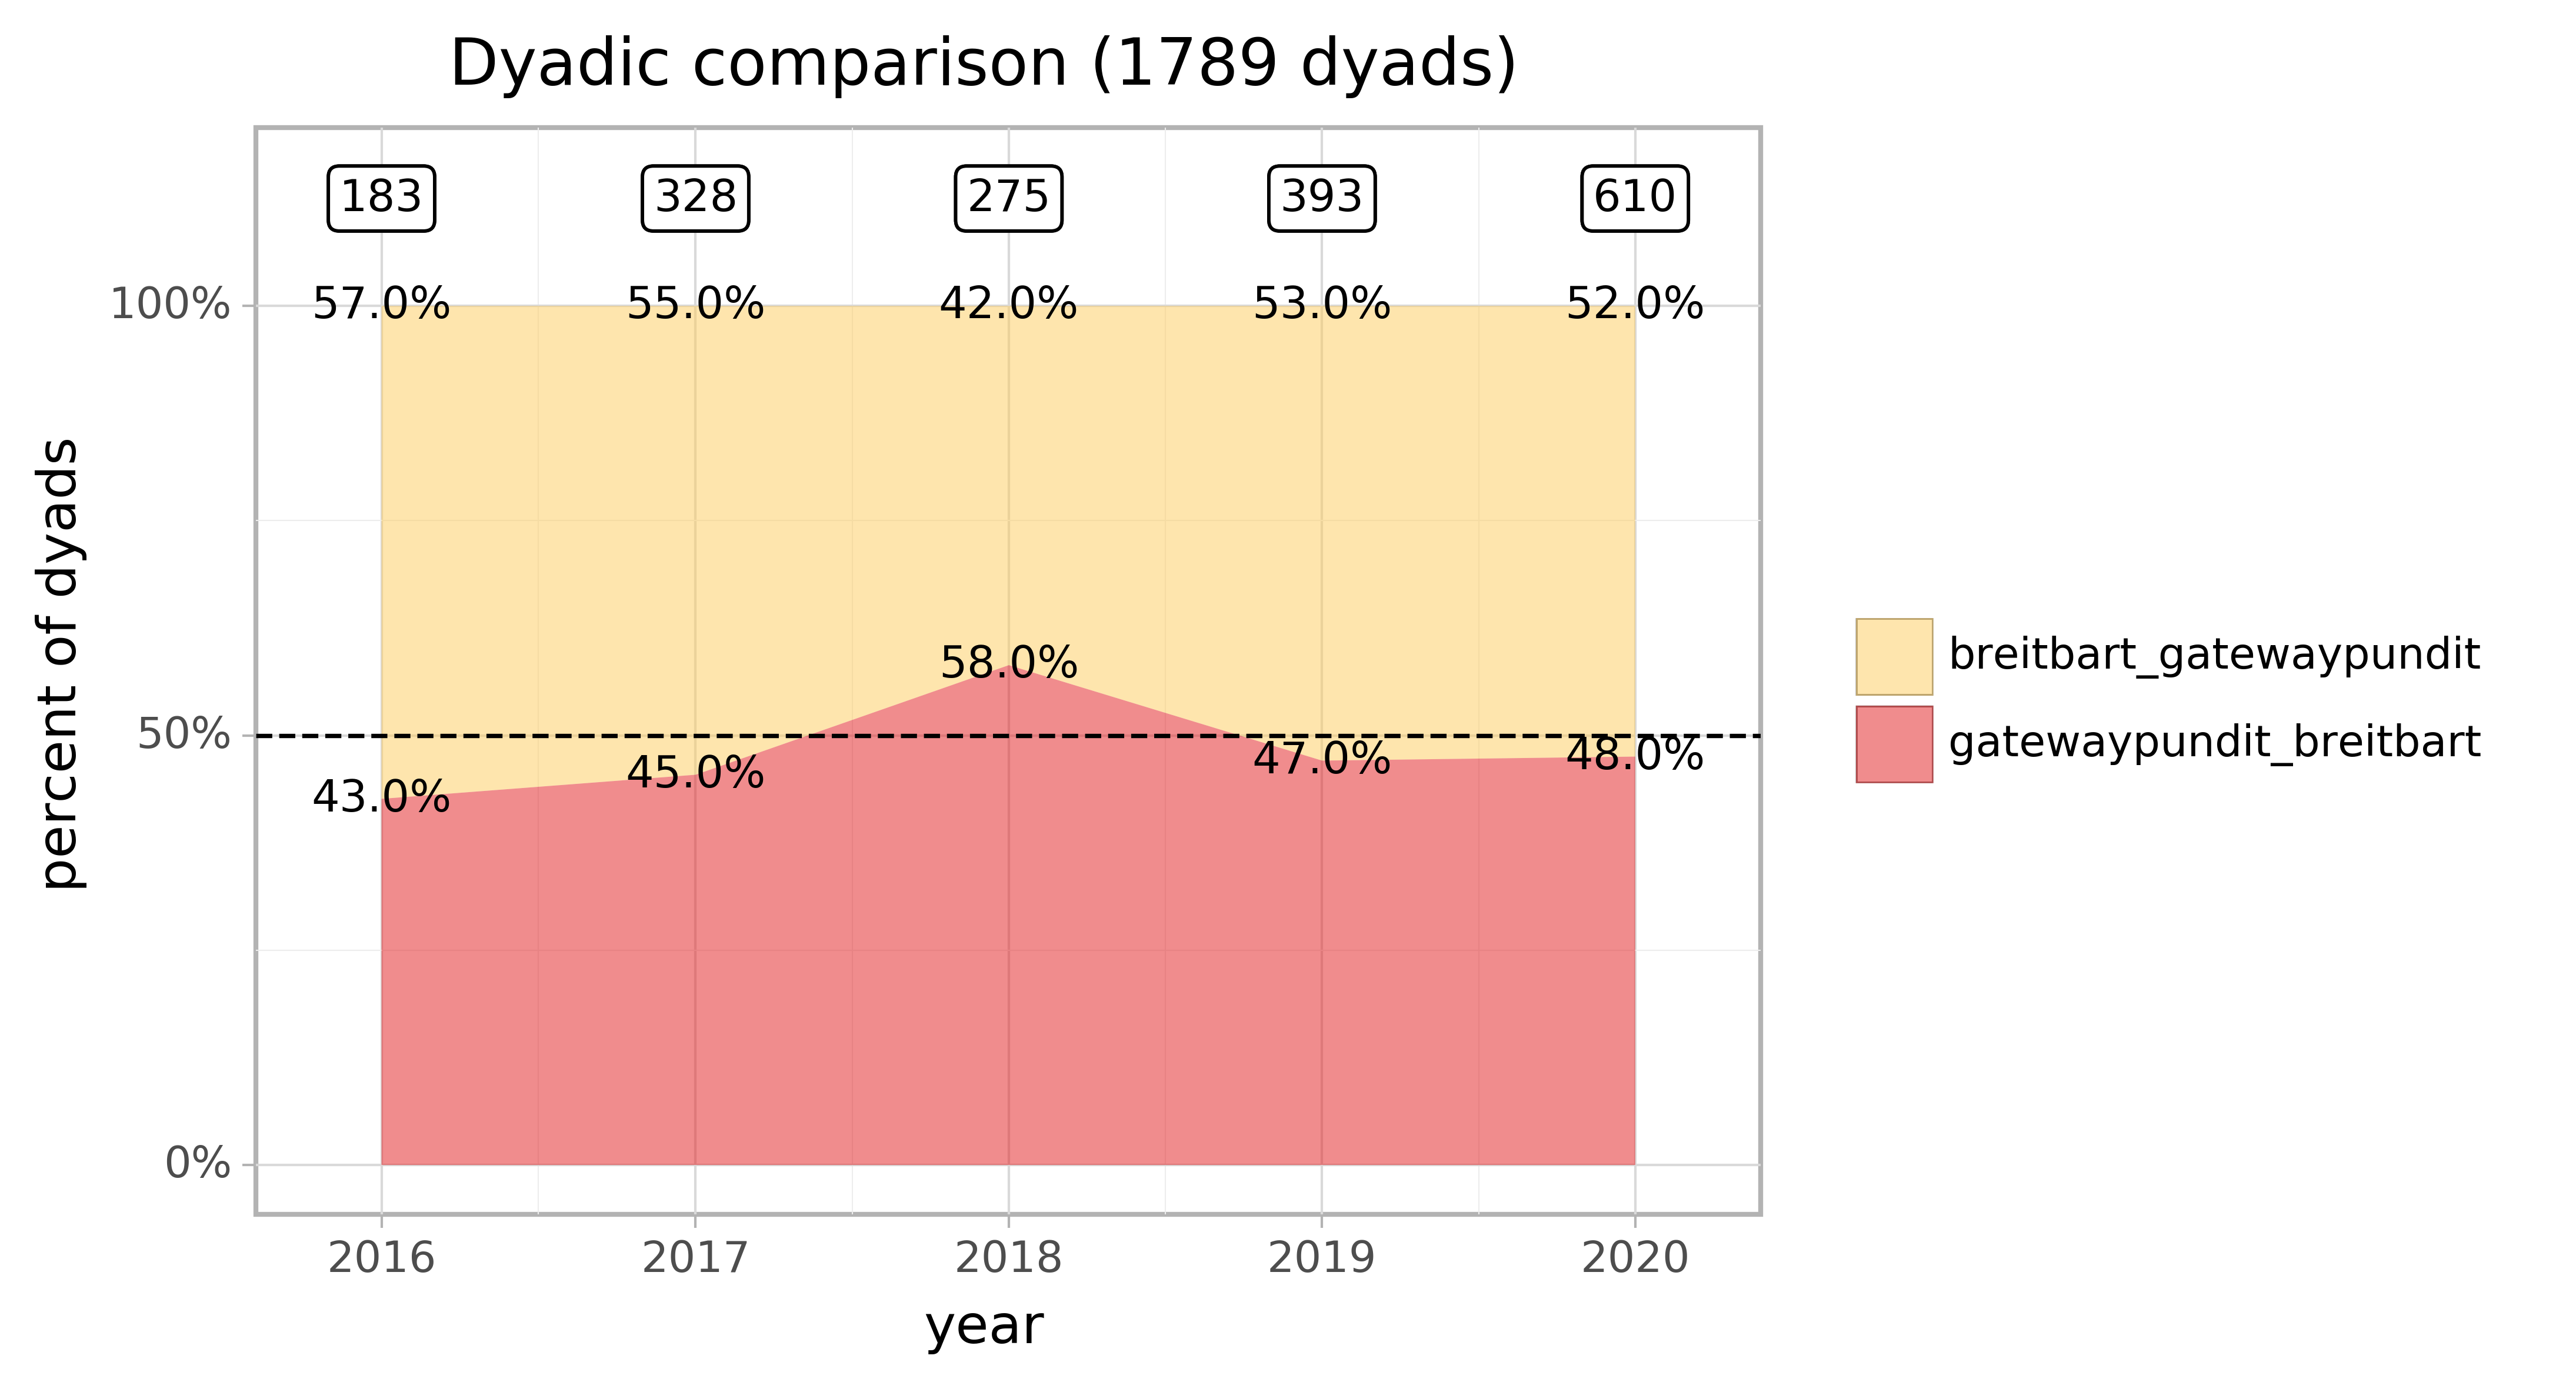 Dyadic comparison (1789 dyads)
183 328 275 393 610
57.0% 55.0% 42.0% 53.0% 52.0%
100%
58.0%
50%
43.0% 45.0% 47.0% 48.0%
0%
2016 2017 2018 2019 2020
year
percent of dyads
breitbart_gatewaypundit
gatewaypundit_breitbart